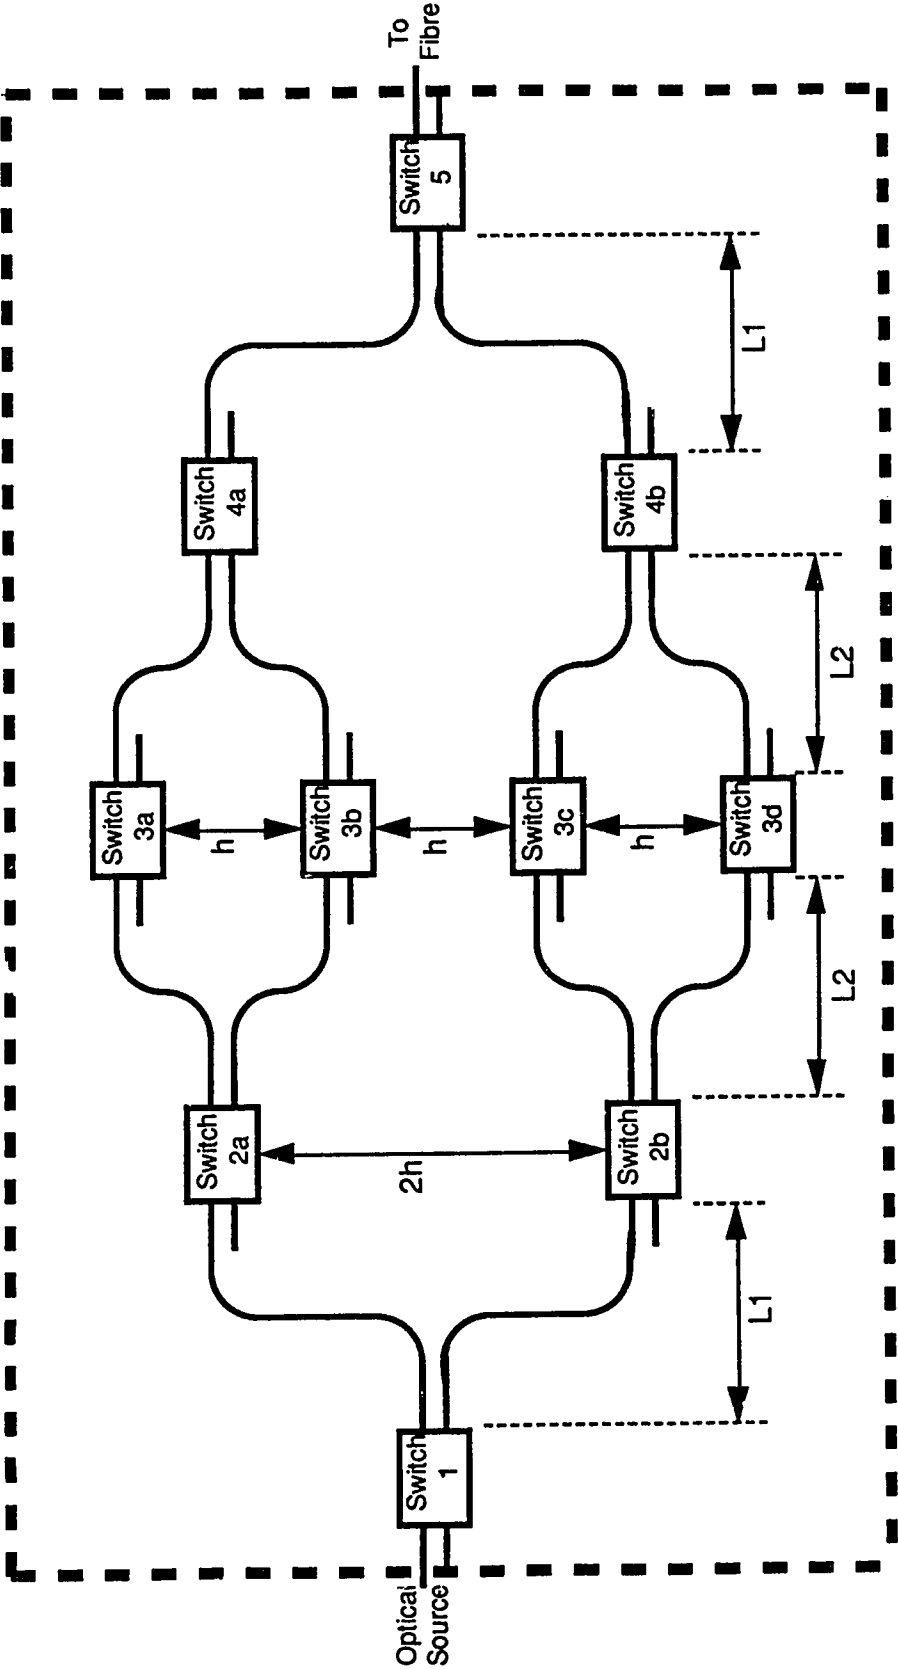 Optical
Source
Switch
1
L1
Switch
2a
2h
Switch
2b
L2
Switch
3a
h
Switch
3b
h
Switch
3c
h
Switch
3d
L2
Switch
4a
Switch
4b
L1
Switch
5
To
Fibre